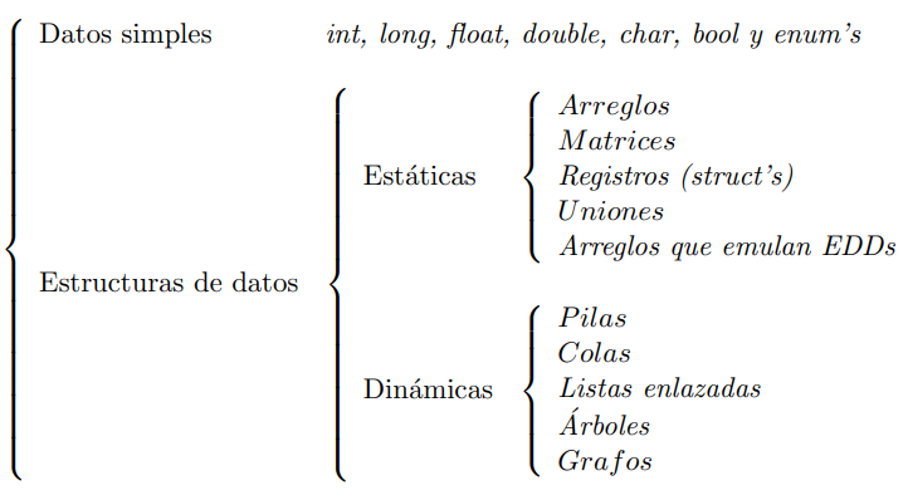 Datos simples int, long, float, double, char, bool y enum's
Estructuras de datos
Estáticas
Arreglos
Matrices
Registros (struct's)
Uniones
Arreglos que emulan EDDs
Dinámicas
Pilas
Colas
Listas enlazadas
Árboles
Grafos